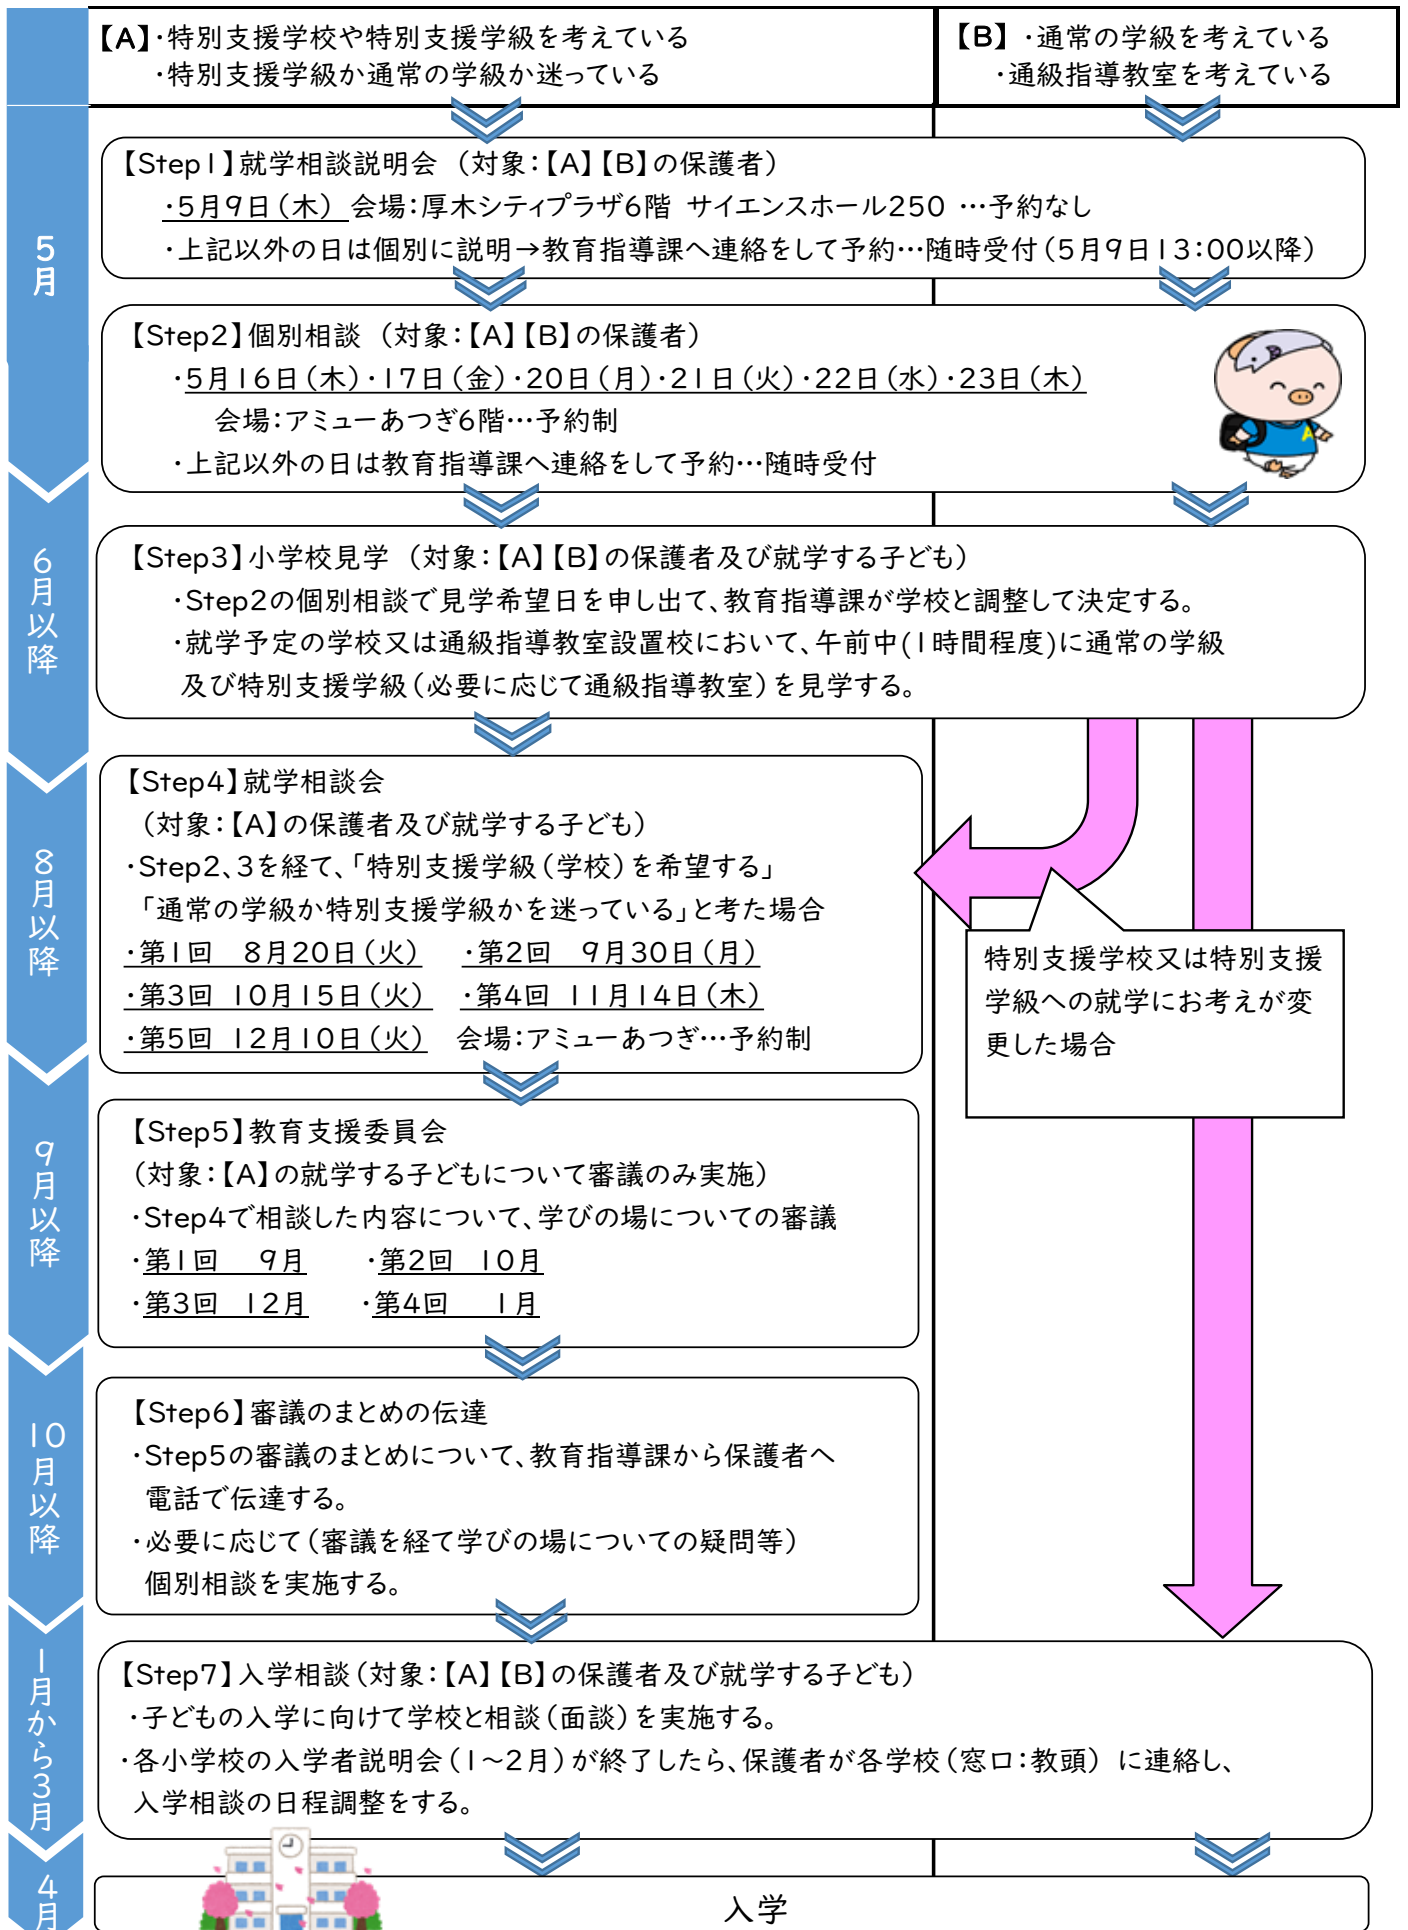 【A】・特別支援学校や特別支援学級を考えている
・特別支援学級か通常の学級か迷っている
【B】・通常の学級を考えている
・通級指導教室を考えている
5月
【Step1】就学相談説明会（対象：【A】【B】の保護者）
・5月9日（木） 会場：厚木シティプラザ6階 サイエンスホール250 …予約なし
・上記以外の日は個別に説明→教育指導課へ連絡をして予約…随時受付（5月9日13：00以降）
【Step2】個別相談（対象：【A】【B】の保護者）
・5月16日（木）・17日（金）・20日（月）・21日（火）・22日（水）・23日（木）
会場：アミューあつぎ6階…予約制
・上記以外の日は教育指導課へ連絡をして予約…随時受付
6月以降
【Step3】小学校見学（対象：【A】【B】の保護者及び就学する子ども）
・Step2の個別相談で見学希望日を申し出て、教育指導課が学校と調整して決定する。
・就学予定の学校又は通級指導教室設置校において、午前中(1時間程度)に通常の学級
及び特別支援学級（必要に応じて通級指導教室）を見学する。
8月以降
【Step4】就学相談会
（対象：【A】の保護者及び就学する子ども）
・Step2、3を経て、「特別支援学級（学校）を希望する」
「通常の学級か特別支援学級かを迷っている」と考た場合
・第1回 8月20日（火） ・第2回 9月30日（月）
・第3回 10月15日（火） ・第4回 11月14日（木）
・第5回 12月10日（火） 会場：アミューあつぎ…予約制
特別支援学校又は特別支援
学級への就学にお考えが変
更した場合
9月以降
【Step5】教育支援委員会
（対象：【A】の就学する子どもについて審議のみ実施）
・Step4で相談した内容について、学びの場についての審議
・第1回 9月 ・第2回 10月
・第3回 12月 ・第4回 1月
10月以降
【Step6】審議のまとめの伝達
・Step5の審議のまとめについて、教育指導課から保護者へ
電話で伝達する。
・必要に応じて（審議を経て学びの場についての疑問等）
個別相談を実施する。
1月から3月
【Step7】入学相談（対象：【A】【B】の保護者及び就学する子ども）
・子どもの入学に向けて学校と相談（面談）を実施する。
・各小学校の入学者説明会（1～2月）が終了したら、保護者が各学校（窓口：教頭）に連絡し、
入学相談の日程調整をする。
4月
入学